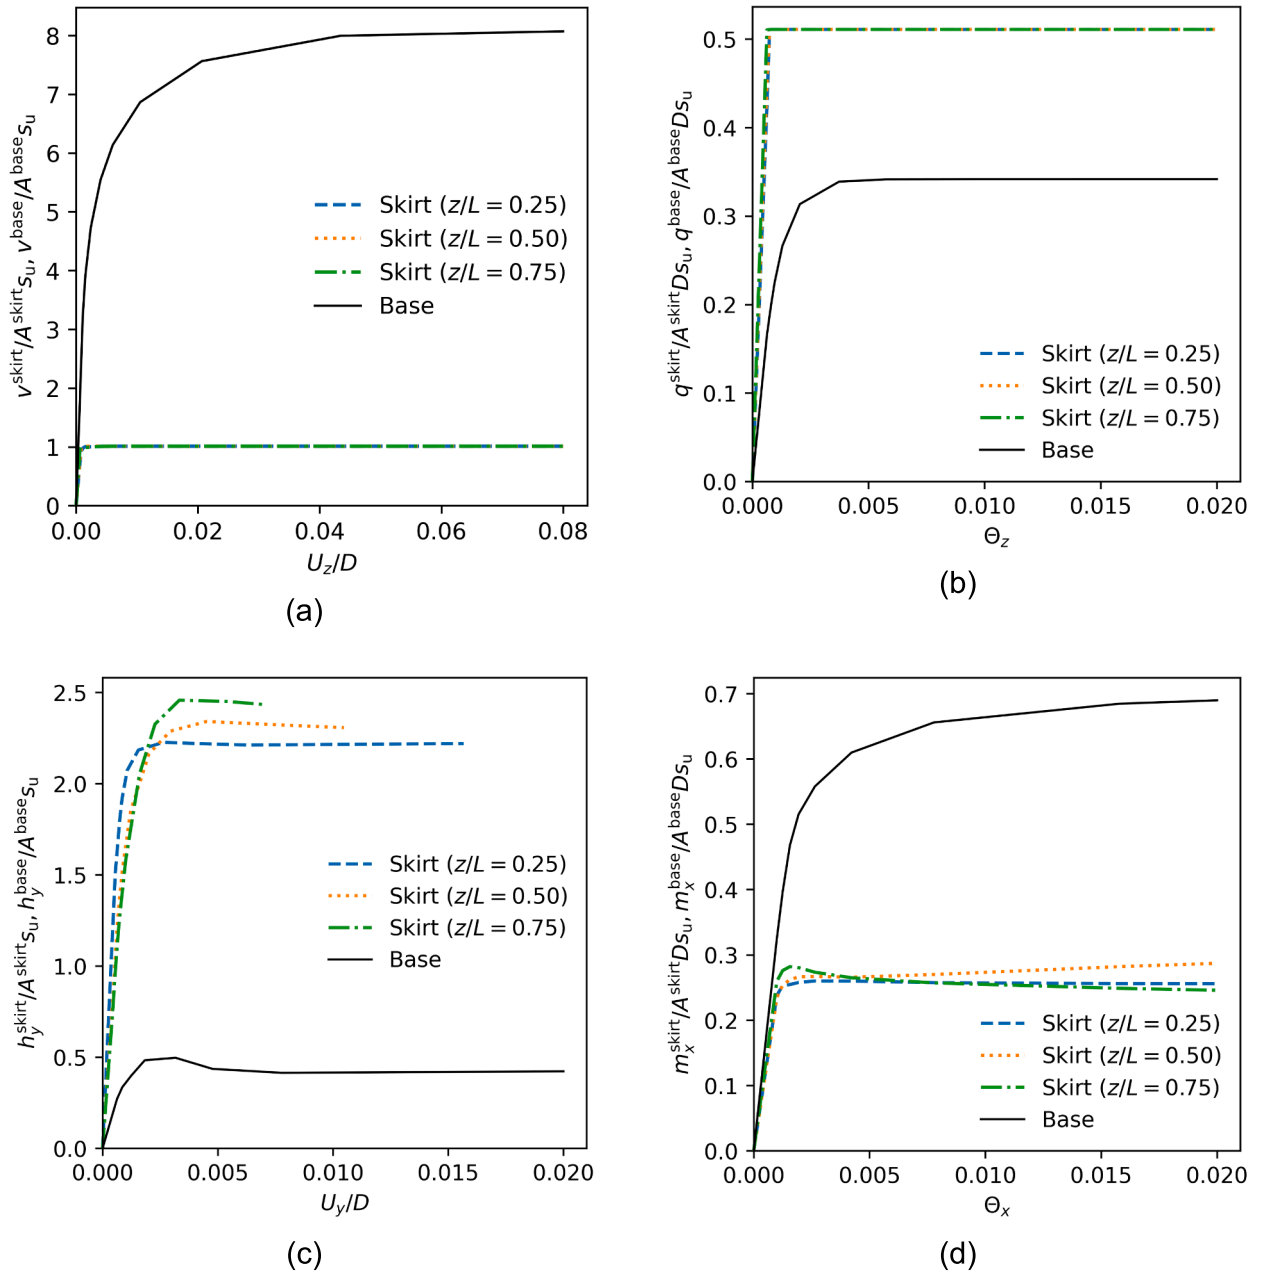 8
7
6
5
4
3
2
1
0
0.00 0.02 0.04 0.06 0.08
v^skirt/A^skirt s_u, v^base/A^base s_u
U_z/D
Skirt (z/L = 0.25)
Skirt (z/L = 0.50)
Skirt (z/L = 0.75)
Base
(a)
0.5
0.4
0.3
0.2
0.1
0.0
0.000 0.005 0.010 0.015 0.020
q^skirt/A^skirt Ds_u, q^base/A^base Ds_u
Θ_z
Skirt (z/L = 0.25)
Skirt (z/L = 0.50)
Skirt (z/L = 0.75)
Base
(b)
2.5
2.0
1.5
1.0
0.5
0.0
0.000 0.005 0.010 0.015 0.020
h_y^skirt/A^skirt s_u, h_y^base/A^base s_u
U_y/D
Skirt (z/L = 0.25)
Skirt (z/L = 0.50)
Skirt (z/L = 0.75)
Base
(c)
0.7
0.6
0.5
0.4
0.3
0.2
0.1
0.0
0.000 0.005 0.010 0.015 0.020
m_x^skirt/A^skirt Ds_u, m_x^base/A^base Ds_u
Θ_x
Skirt (z/L = 0.25)
Skirt (z/L = 0.50)
Skirt (z/L = 0.75)
Base
(d)